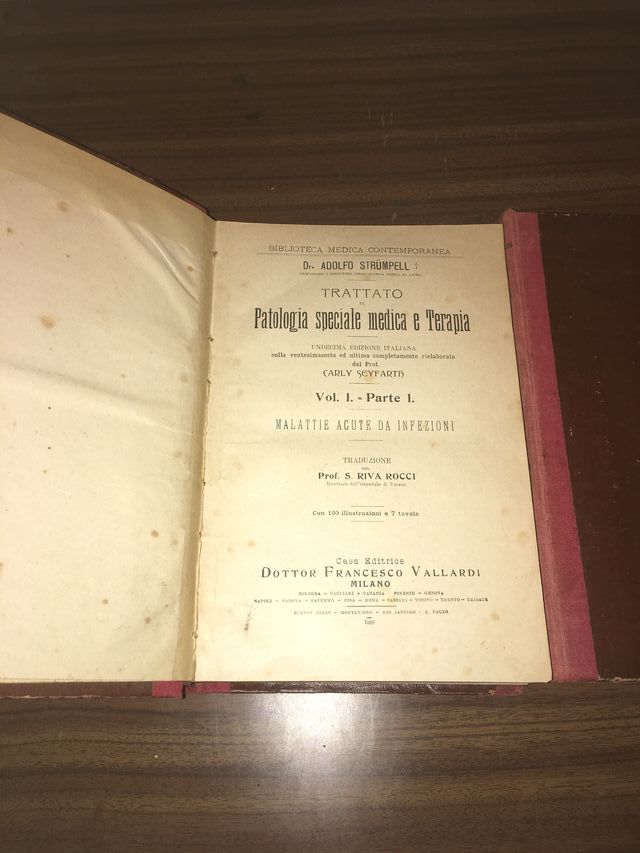 BIBLIOTECA MEDICA CONTEMPORANEA
Dr. ADOLFO STRÜMPELL †
TRATTATO
DI
Patologia speciale medica e Terapia
UNDECIMA EDIZIONE ITALIANA
sulla ventesimasesta ed ultima completamente rielaborata
dal Prof.
CARLY SEYFARTH
Vol. I. - Parte I.
MALATTIE ACUTE DA INFEZIONI
TRADUZIONE
DEL
Prof. S. RIVA ROCCI
Direttore dell'Ospedale di Varese
Con 100 illustrazioni e 7 tavole
Casa Editrice
DOTTOR FRANCESCO VALLARDI
MILANO
BOLOGNA - CAGLIARI - CATANIA FIRENZE - GENOVA
NAPOLI - PADOVA - PALERMO - PISA - ROMA - SASSARI - TORINO - TRENTO - TRIESTE
BUENOS AIRES - MONTEVIDEO - RIO JANEIRO - S. PAULO